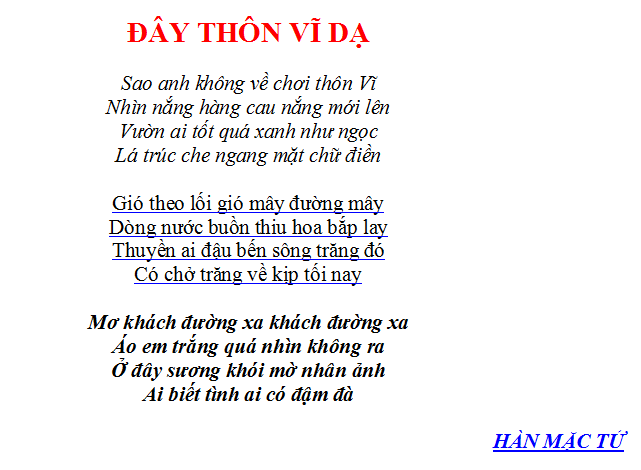 ĐÂY THÔN VĨ DẠ
Sao anh không về chơi thôn Vĩ
Nhìn nắng hàng cau nắng mới lên
Vườn ai tốt quá xanh như ngọc
Lá trúc che ngang mặt chữ điền
Gió theo lối gió mây đường mây
Dòng nước buồn thiu hoa bắp lay
Thuyền ai đậu bến sông trăng đó
Có chở trăng về kịp tối nay
Mơ khách đường xa khách đường xa
Áo em trắng quá nhìn không ra
Ở đây sương khói mờ nhân ảnh
Ai biết tình ai có đậm đà
HÀN MẶC TỬ